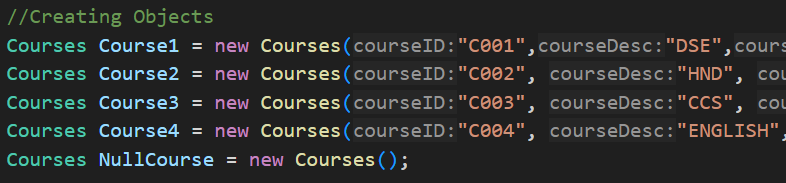 //Creating Objects
Courses Course1 = new Courses(courseID:"C001",courseDesc:"DSE",cours
Courses Course2 = new Courses(courseID:"C002", courseDesc:"HND", co
Courses Course3 = new Courses(courseID:"C003", courseDesc:"CCS", co
Courses Course4 = new Courses(courseID:"C004", courseDesc:"ENGLISH",
Courses NullCourse = new Courses();